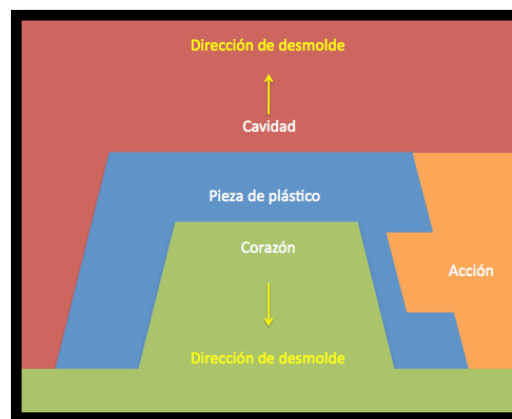 Dirección de desmolde
Cavidad
Pieza de plástico
Corazón
Acción
Dirección de desmolde